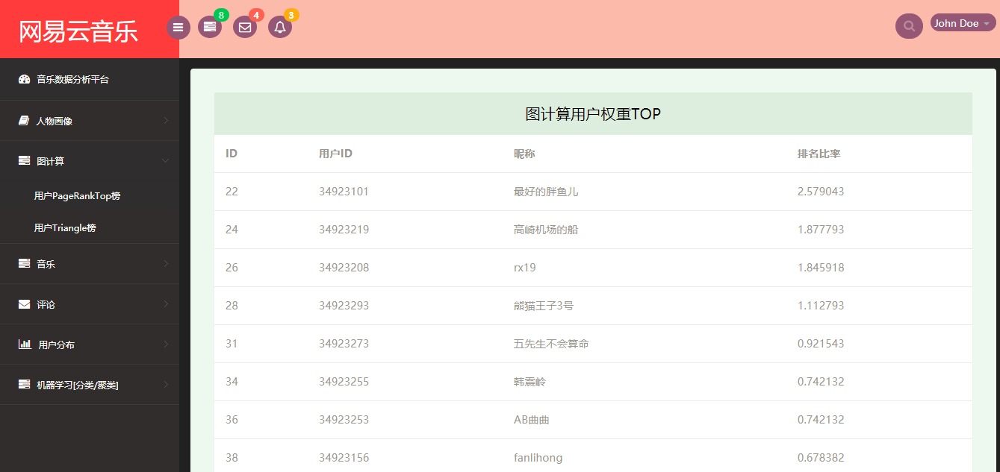 网易云音乐
8
4
3
John Doe
音乐数据分析平台
人物画像
图计算
用户PageRankTop榜
用户Triangle榜
音乐
评论
用户分布
机器学习[分类/聚类]
图计算用户权重TOP
ID 用户ID 昵称 排名比率
22 34923101 最好的胖鱼儿 2.579043
24 34923219 高崎机场的船 1.877793
26 34923208 rx19 1.845918
28 34923293 熊猫王子3号 1.112793
31 34923273 五先生不会算命 0.921543
34 34923255 韩震岭 0.742132
36 34923253 AB曲曲 0.742132
38 34923156 fanlihong 0.678382